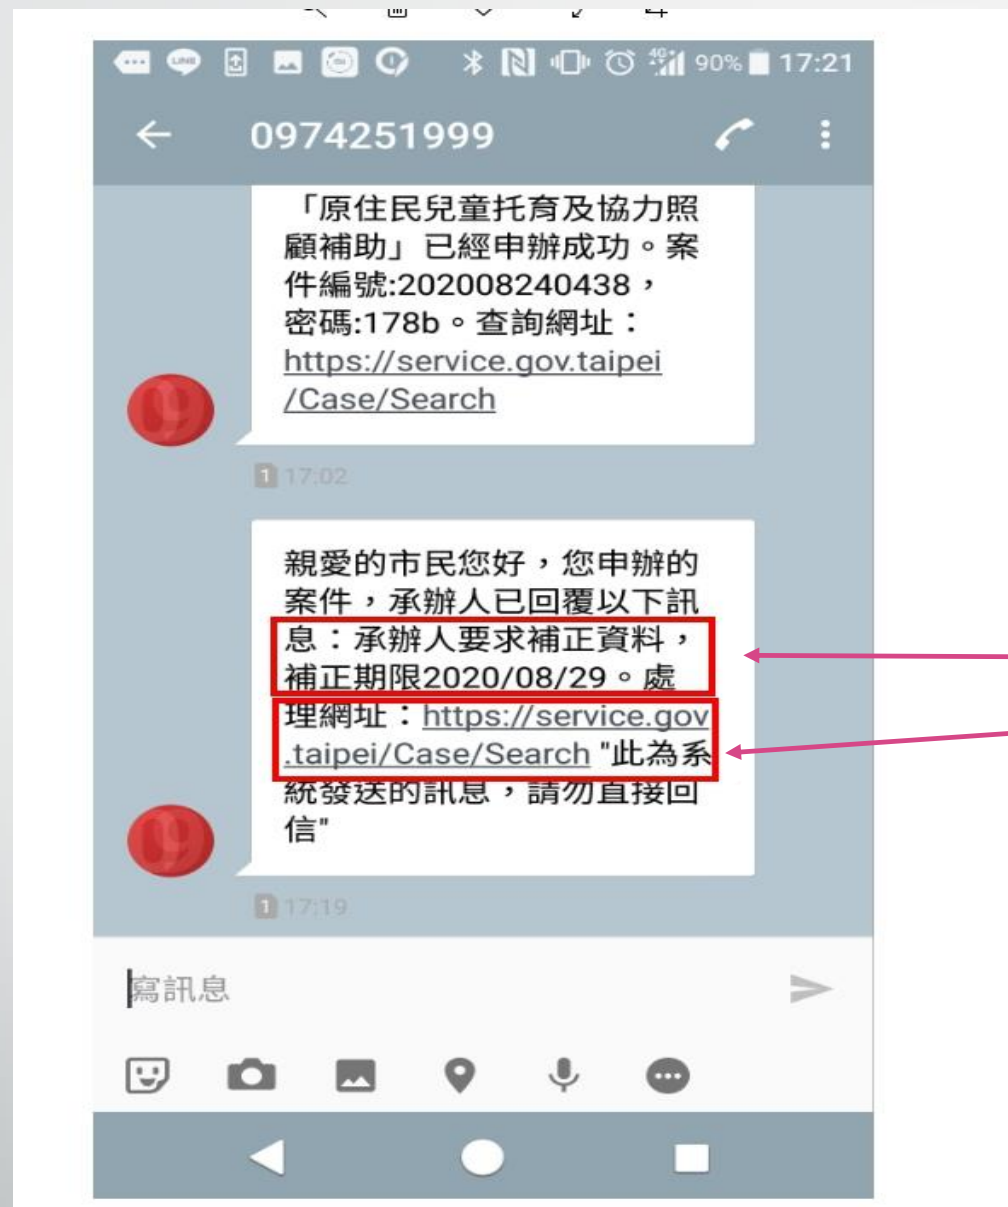 LINE 4G 90% 17:21
0974251999
「原住民兒童托育及協力照
顧補助」已經申辦成功。案
件編號:202008240438，
密碼:178b。查詢網址：
https://service.gov.taipei
/Case/Search
09
1 17:02
親愛的市民您好，您申辦的
案件，承辦人已回覆以下訊
息：承辦人要求補正資料，
補正期限2020/08/29。處
理網址：https://service.gov
.taipei/Case/Search "此為系
統發送的訊息，請勿直接回
信"
09
1 17:19
寫訊息